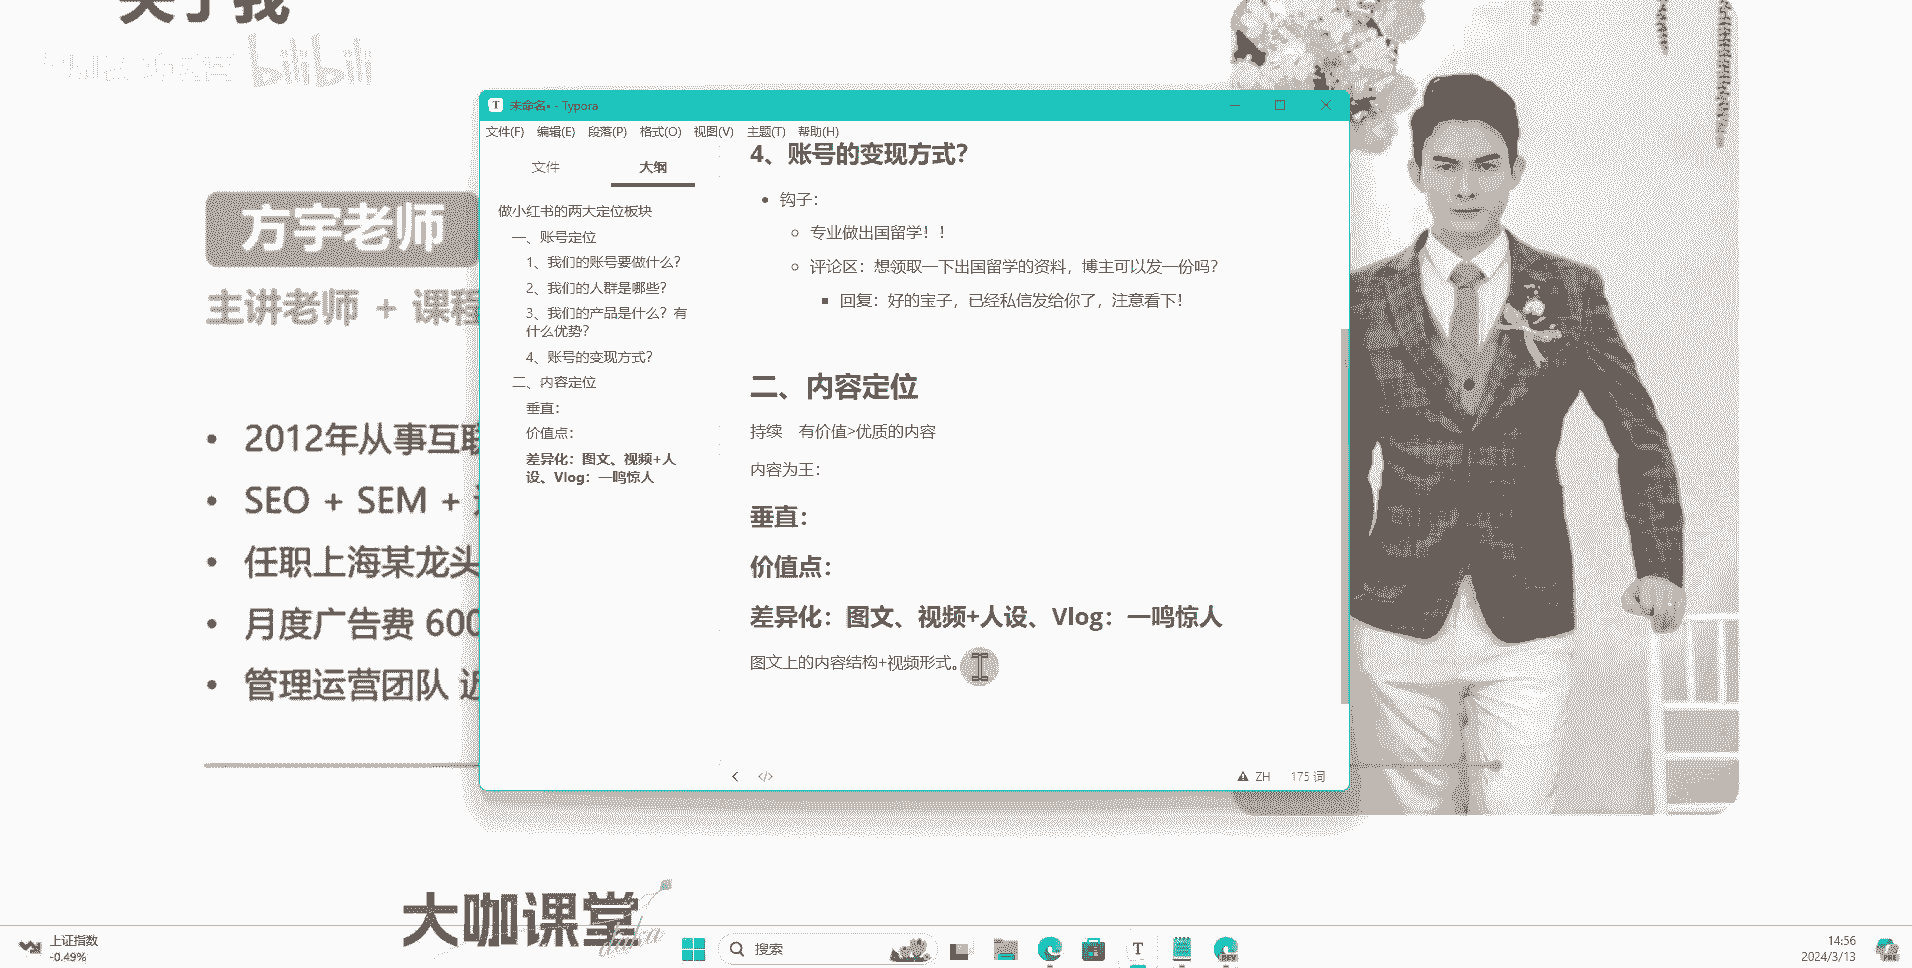 关于我
bilibili
方宇老师
主讲老师 + 课程
2012年从事互联
SEO + SEM +
任职上海某龙头
月度广告费 600
管理运营团队 近
大咖课堂
未命名• - Typora
文件(F) 编辑(E) 段落(P) 格式(O) 视图(V) 主题(T) 帮助(H)
文件 大纲
做小红书的两大定位板块
一、账号定位
1、我们的账号要做什么？
2、我们的人群是哪些？
3、我们的产品是什么？有
什么优势？
4、账号的变现方式？
二、内容定位
垂直：
价值点：
差异化：图文、视频+人
设、Vlog：一鸣惊人
4、账号的变现方式？
钩子：
专业做出国留学！！
评论区：想领取一下出国留学的资料，博主可以发一份吗？
回复：好的宝子，已经私信发给你了，注意看下！
二、内容定位
持续 有价值>优质的内容
内容为王：
垂直：
价值点：
差异化：图文、视频+人设、Vlog：一鸣惊人
图文上的内容结构+视频形式。
ZH 175 词
上证指数
-0.49%
搜索
14:56
2024/3/13